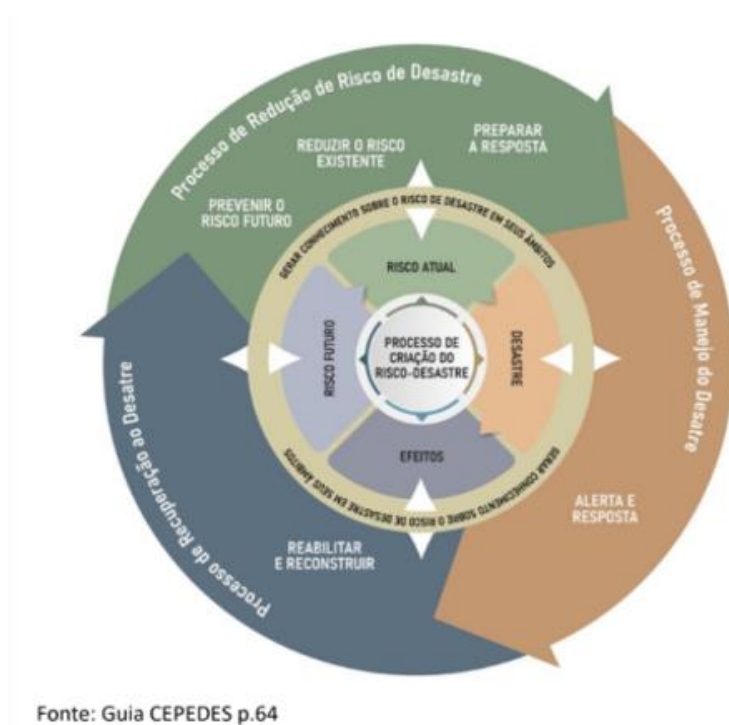 Processo de Redução de Risco de Desastre
PREPARAR
A RESPOSTA
REDUZIR O RISCO
EXISTENTE
PREVENIR O
RISCO FUTURO
GERAR CONHECIMENTO SOBRE O RISCO DE DESASTRE EM SEUS ÂMBITOS
RISCO ATUAL
Processo de Manejo do Desatre
RISCO FUTURO
PROCESSO DE
CRIAÇÃO DO
RISCO-DESASTRE
DESASTRE
EFEITOS
GERAR CONHECIMENTO SOBRE O RISCO DE DESASTRE EM SEUS ÂMBITOS
ALERTA E
RESPOSTA
REABILITAR
E RECONSTRUIR
Processo de Recuperação ao Desatre
Fonte: Guia CEPEDES p.64